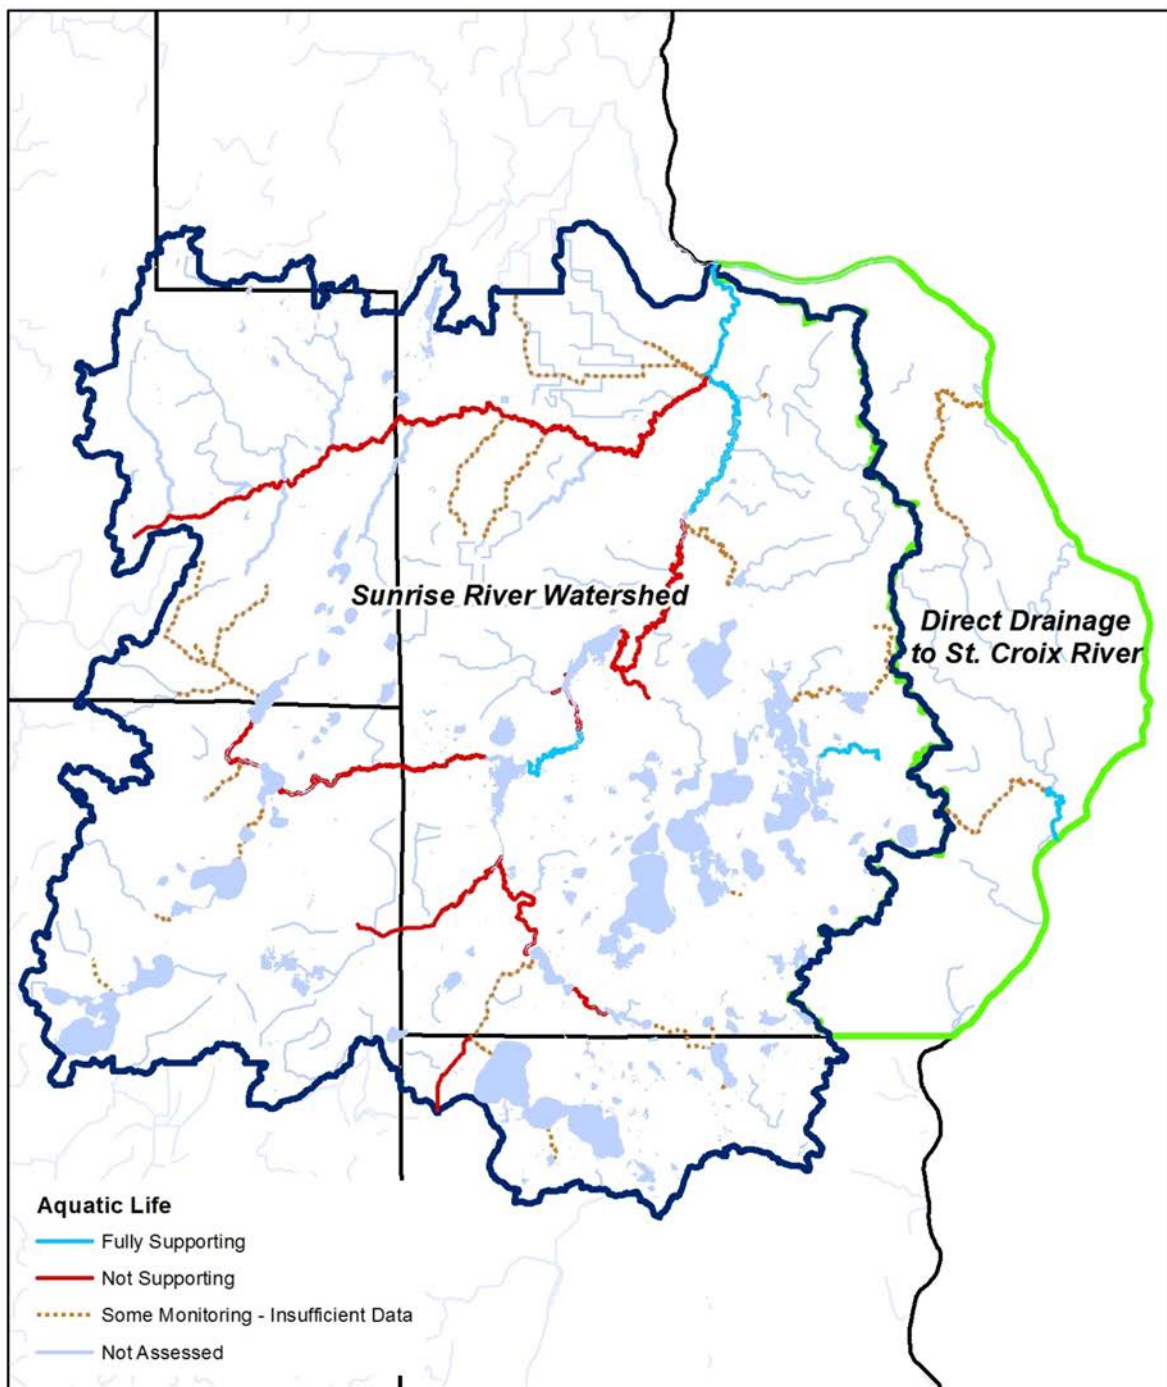 Sunrise River Watershed
Direct Drainage
to St. Croix River
Aquatic Life
Fully Supporting
Not Supporting
Some Monitoring - Insufficient Data
Not Assessed